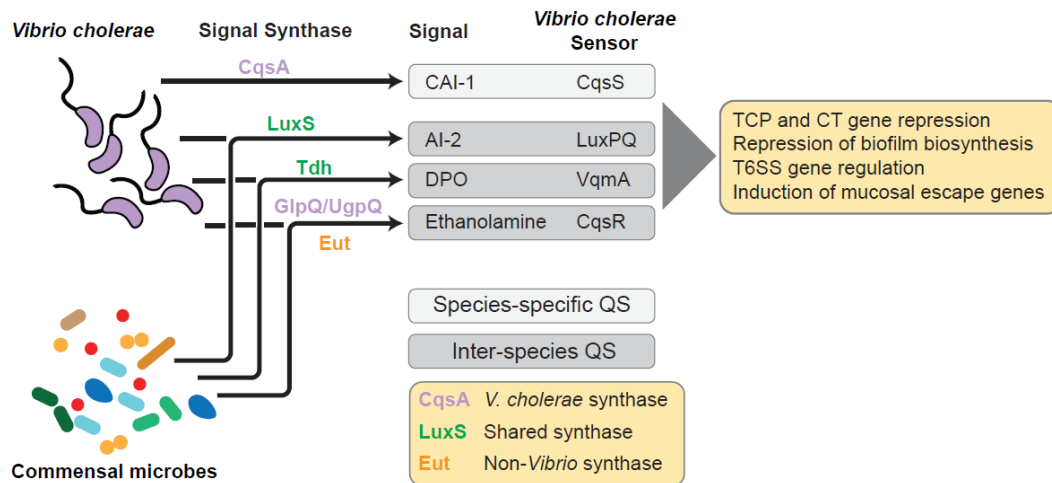 Vibrio cholerae
Signal Synthase
Signal
Vibrio cholerae
Sensor
CqsA
CAI-1 CqsS
LuxS
AI-2 LuxPQ
Tdh
DPO VqmA
GlpQ/UgpQ
Ethanolamine CqsR
Eut
TCP and CT gene repression
Repression of biofilm biosynthesis
T6SS gene regulation
Induction of mucosal escape genes
Species-specific QS
Inter-species QS
CqsA V. cholerae synthase
LuxS Shared synthase
Eut Non-Vibrio synthase
Commensal microbes